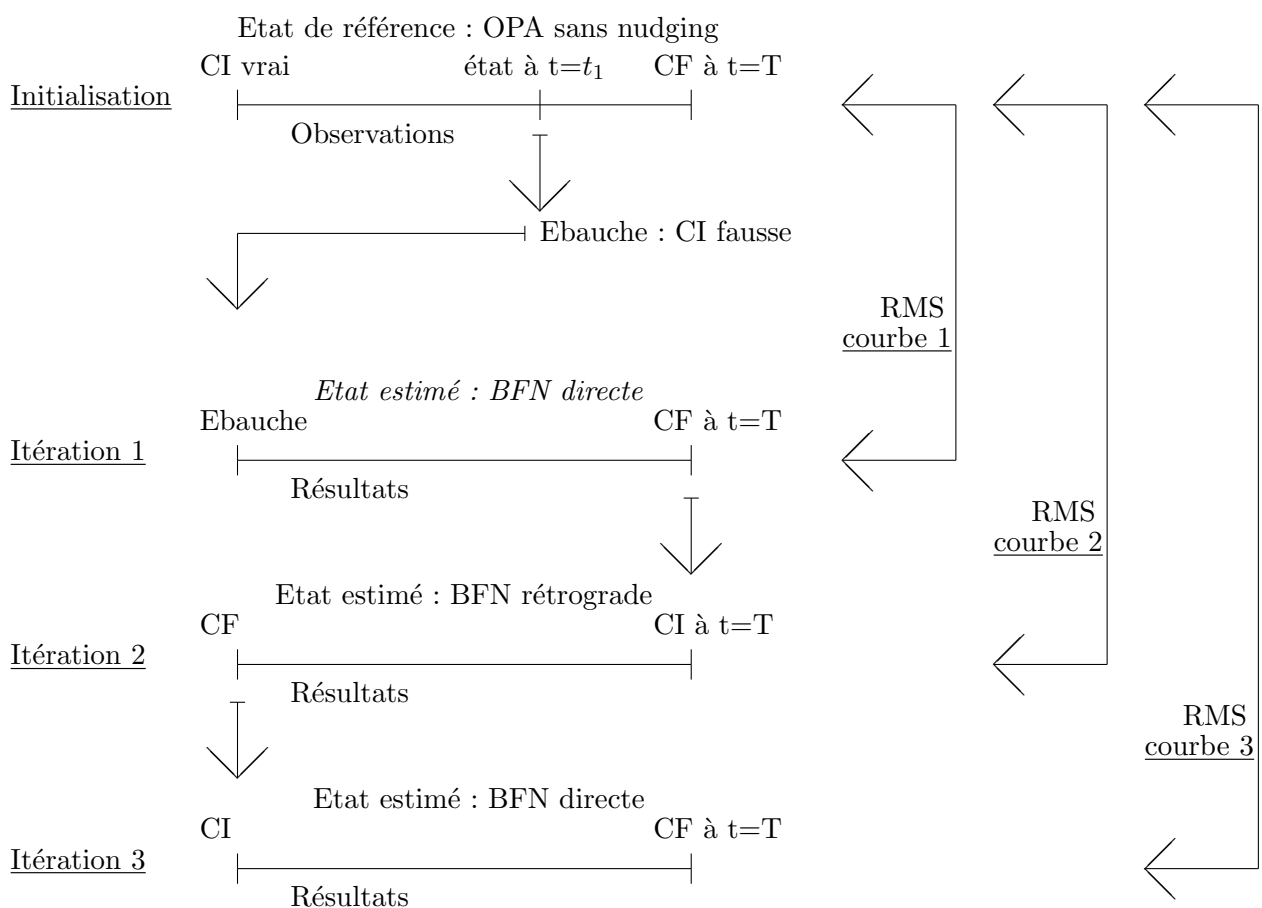 Etat de référence : OPA sans nudging
CI vrai état à t=t₁ CF à t=T
Initialisation
Observations
Ebauche : CI fausse
RMS
courbe 1
Etat estimé : BFN directe
Ebauche CF à t=T
Itération 1
Résultats
RMS
courbe 2
Etat estimé : BFN rétrograde
CF CI à t=T
Itération 2
Résultats
RMS
courbe 3
Etat estimé : BFN directe
CI CF à t=T
Itération 3
Résultats